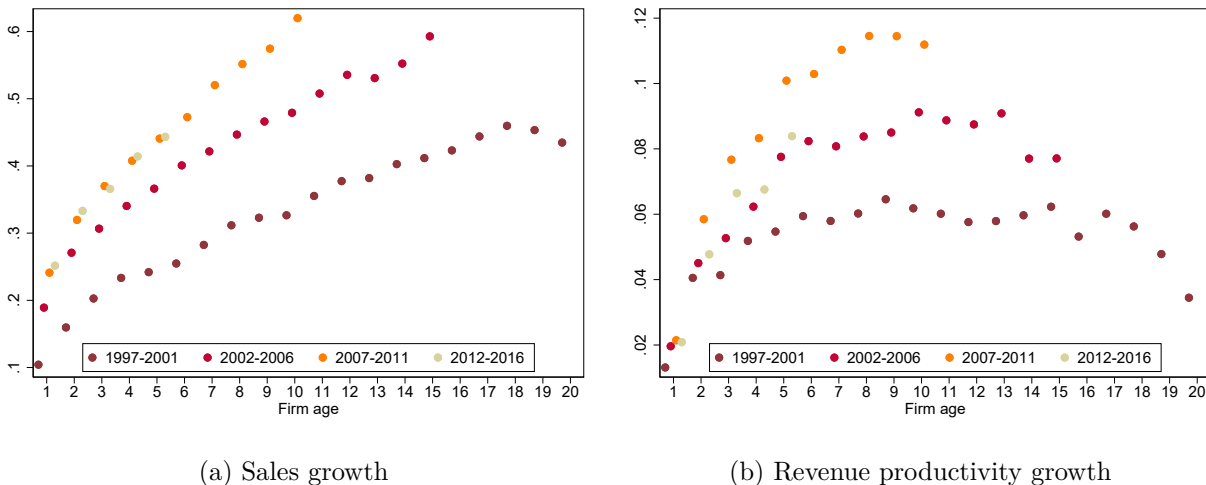 .6
.5
.4
.3
.2
.1
1997-2001 2002-2006 2007-2011 2012-2016
1 2 3 4 5 6 7 8 9 10 11 12 13 14 15 16 17 18 19 20
Firm age
(a) Sales growth
.12
.1
.08
.06
.04
.02
1997-2001 2002-2006 2007-2011 2012-2016
1 2 3 4 5 6 7 8 9 10 11 12 13 14 15 16 17 18 19 20
Firm age
(b) Revenue productivity growth